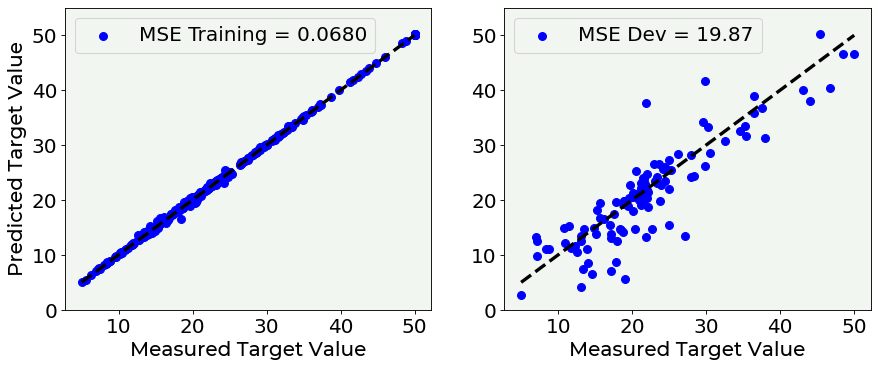 MSE Training = 0.0680
50
40
30
20
10
0
10 20 30 40 50
Predicted Target Value
Measured Target Value
MSE Dev = 19.87
50
40
30
20
10
0
10 20 30 40 50
Measured Target Value